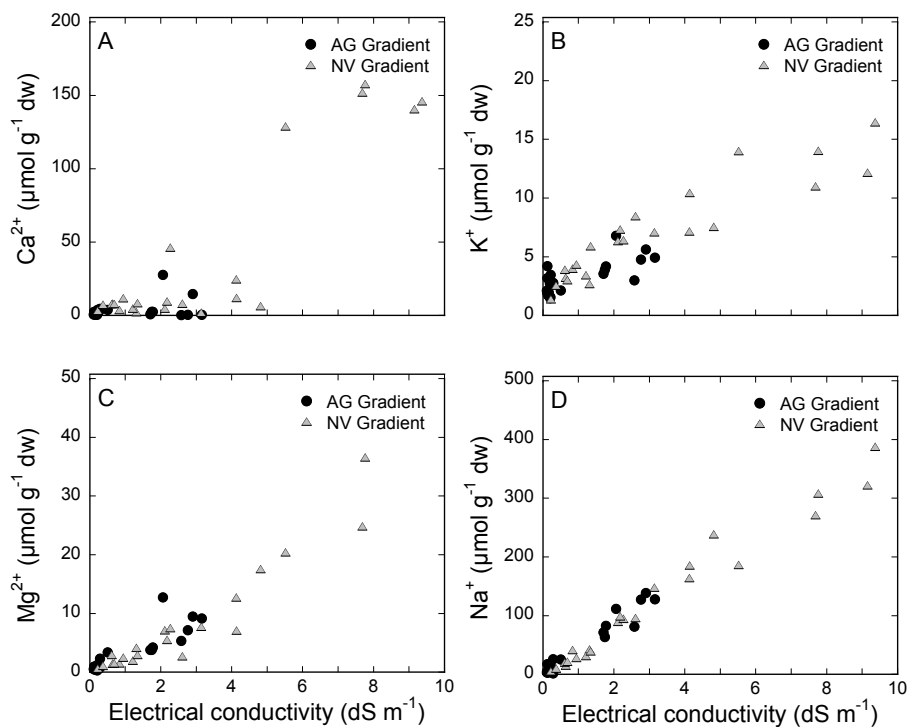 A
AG Gradient
NV Gradient
200
150
100
50
0
Ca²⁺ (µmol g⁻¹ dw)
B
AG Gradient
NV Gradient
25
20
15
10
5
0
K⁺ (µmol g⁻¹ dw)
C
AG Gradient
NV Gradient
50
40
30
20
10
0
Mg²⁺ (µmol g⁻¹ dw)
0 2 4 6 8 10
Electrical conductivity (dS m⁻¹)
D
AG Gradient
NV Gradient
500
400
300
200
100
0
Na⁺ (µmol g⁻¹ dw)
0 2 4 6 8 10
Electrical conductivity (dS m⁻¹)